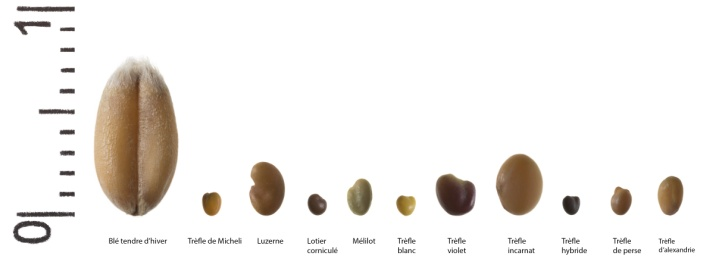 1
0
Blé tendre d'hiver
Trèfle de Micheli
Luzerne
Lotier
corniculé
Mélilot
Trèfle
blanc
Trèfle
violet
Trèfle
incarnat
Trèfle
hybride
Trèfle
de perse
Trèfle
d'alexandrie